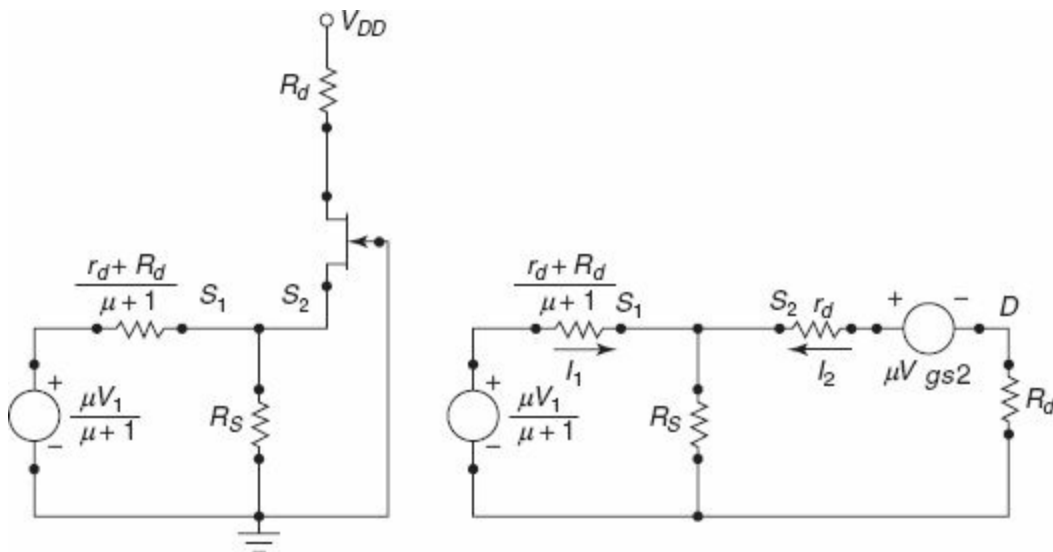 V_DD
R_d
r_d + R_d
μ + 1
S_1
S_2
+
μV_1
μ + 1
−
R_S
r_d + R_d
μ + 1
S_1
I_1
S_2
r_d
I_2
+
−
D
μV gs2
+
μV_1
μ + 1
−
R_S
R_d